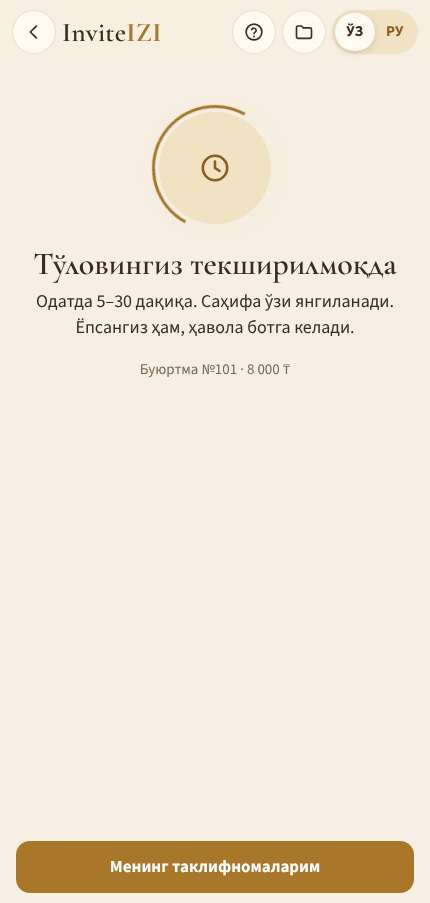 InviteIZI
ЎЗ
РУ
Тўловингиз текширилмоқда
Одатда 5–30 дақиқа. Саҳифа ўзи янгиланади.
Ёпсангиз ҳам, ҳавола ботга келади.
Буюртма №101 · 8 000 ₸
Менинг таклифномаларим